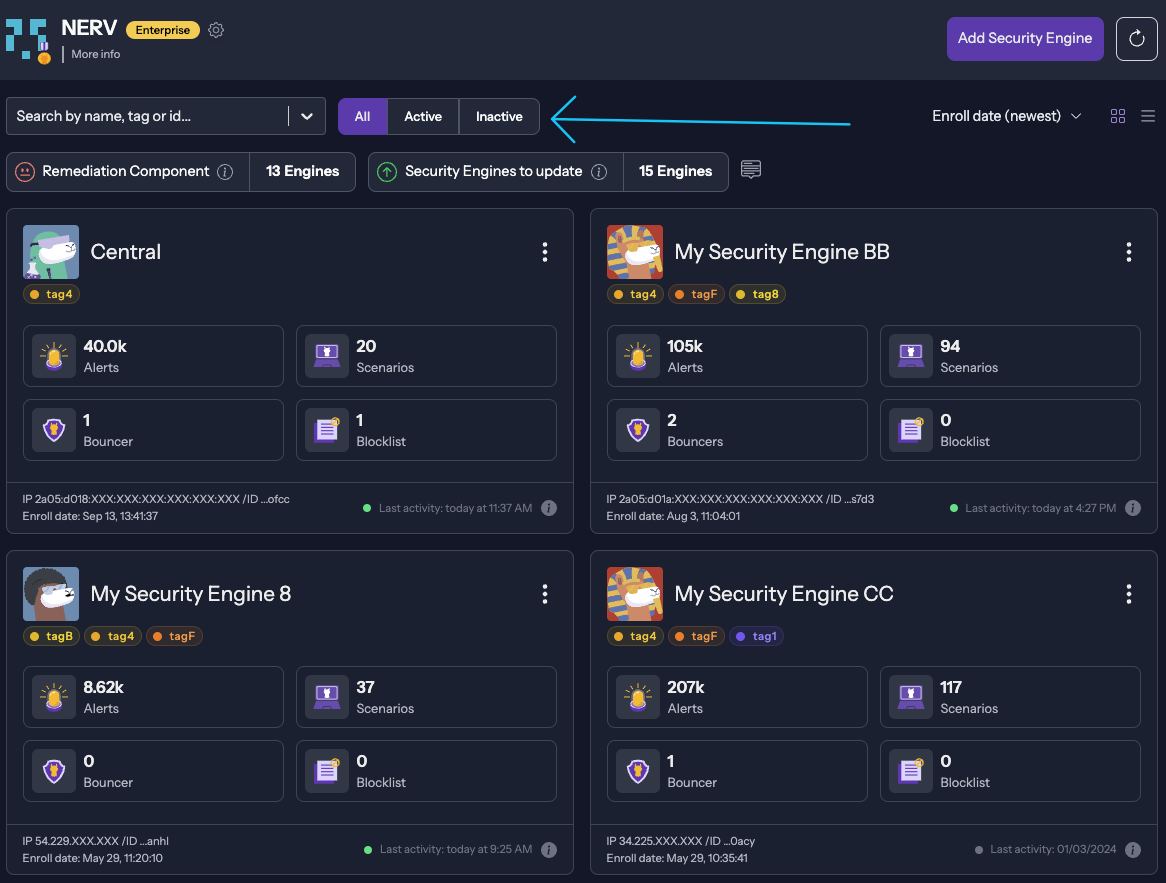 NERV Enterprise
More info
Add Security Engine
Search by name, tag or id...
All Active Inactive
Enroll date (newest)
Remediation Component 13 Engines
Security Engines to update 15 Engines
Central
tag4
40.0k
Alerts
20
Scenarios
1
Bouncer
1
Blocklist
IP 2a05:d018:XXX:XXX:XXX:XXX:XXX:XXX /ID ...ofcc
Enroll date: Sep 13, 13:41:37
Last activity: today at 11:37 AM
My Security Engine BB
tag4 tagF tag8
105k
Alerts
94
Scenarios
2
Bouncers
0
Blocklist
IP 2a05:d01a:XXX:XXX:XXX:XXX:XXX:XXX /ID ...s7d3
Enroll date: Aug 3, 11:04:01
Last activity: today at 4:27 PM
My Security Engine 8
tagB tag4 tagF
8.62k
Alerts
37
Scenarios
0
Bouncer
0
Blocklist
IP 54.229.XXX.XXX /ID ...anhl
Enroll date: May 29, 11:20:10
Last activity: today at 9:25 AM
My Security Engine CC
tag4 tagF tag1
207k
Alerts
117
Scenarios
1
Bouncer
0
Blocklist
IP 34.225.XXX.XXX /ID ...0acy
Enroll date: May 29, 10:35:41
Last activity: 01/03/2024